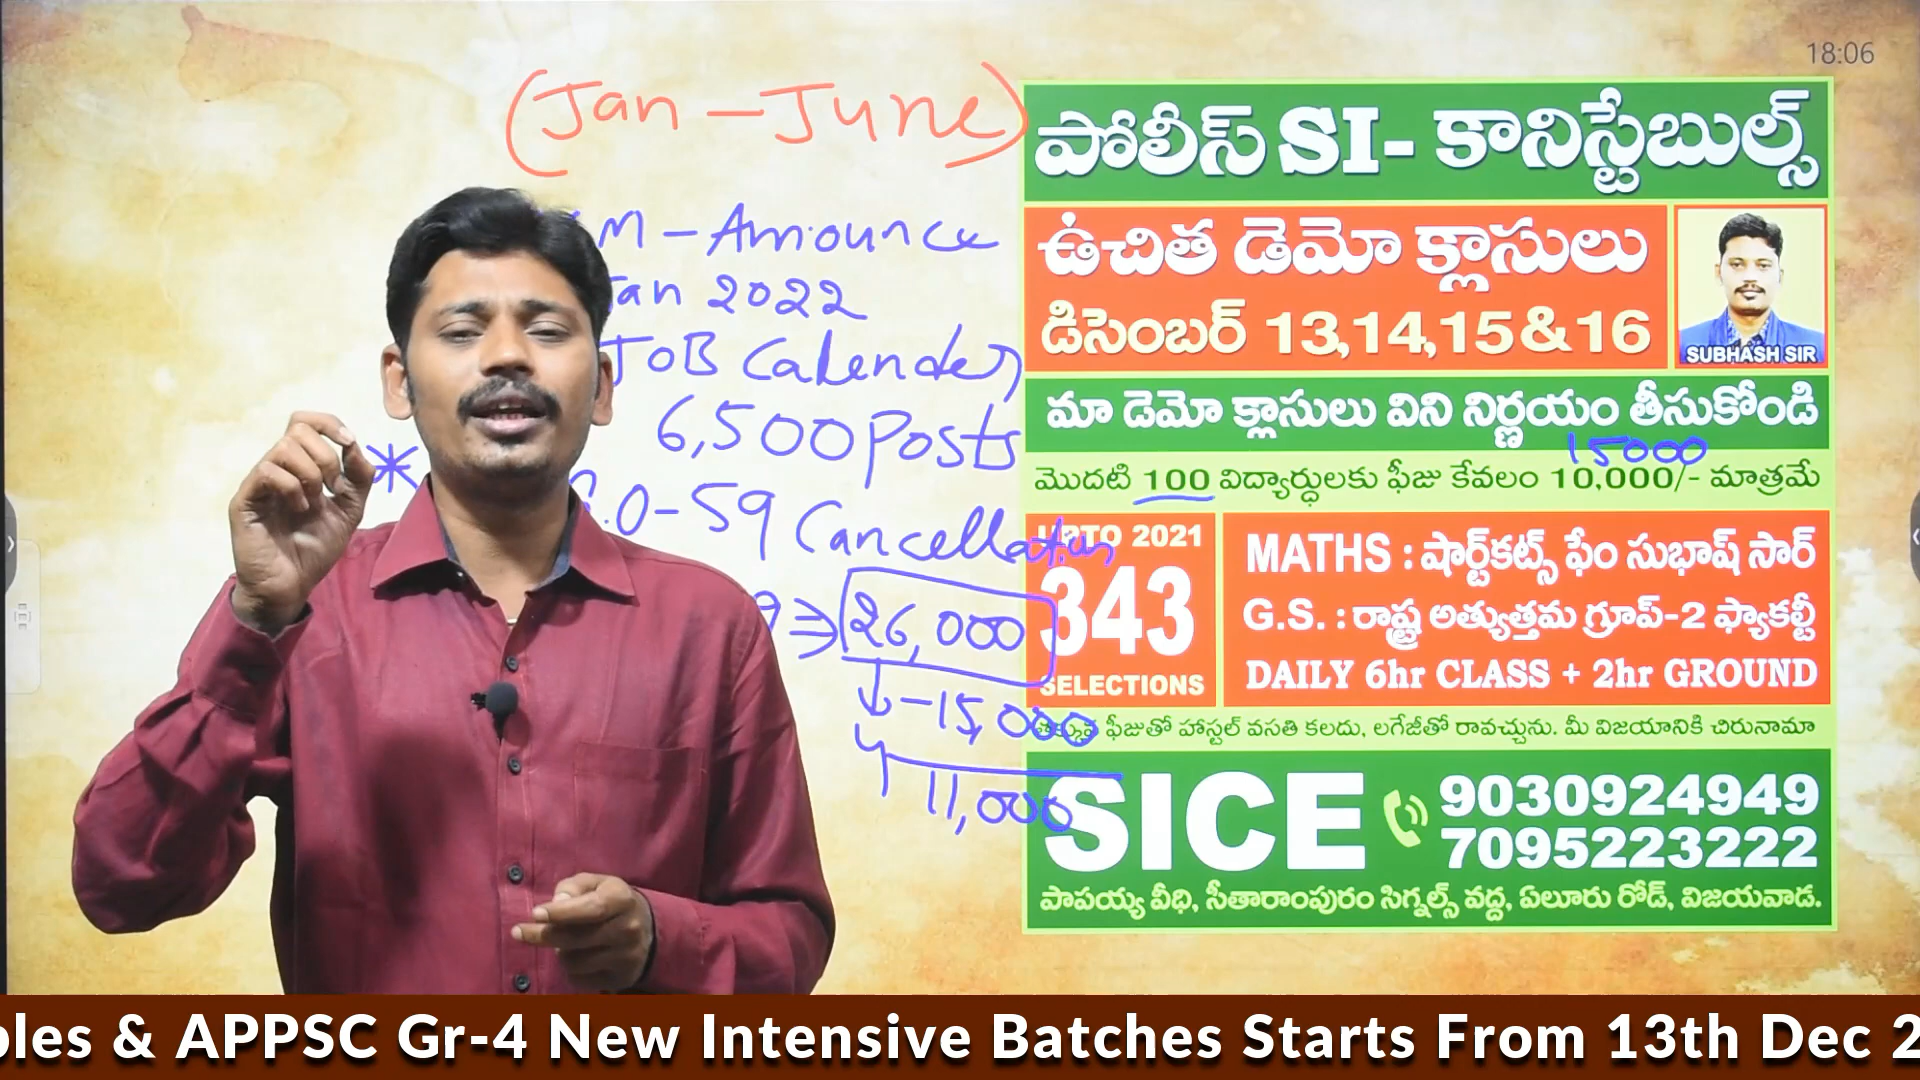 18:06
(Jan - June)
M - Announce
Jan 2022
JOB Calender
6,500 Posts
*
G.O - 59 Cancellation
9 ⇒ 26,000
↓ - 15,000
11,000
పోలీస్ SI- కానిస్టేబుల్స్
ఉచిత డెమో క్లాసులు
డిసెంబర్ 13,14,15 & 16
SUBHASH SIR
మా డెమో క్లాసులు విని నిర్ణయం తీసుకోండి
15000
మొదటి 100 విద్యార్థులకు ఫీజు కేవలం 10,000/- మాత్రమే
UPTO 2021
343
SELECTIONS
MATHS : షార్ట్‌కట్స్ ఫేం సుభాష్ సార్
G.S. : రాష్ట్ర అత్యుత్తమ గ్రూప్-2 ఫ్యాకల్టీ
DAILY 6hr CLASS + 2hr GROUND
ఫీజుతో హాస్టల్ వసతి కలదు, లగేజీతో రావచ్చును. మీ విజయానికి చిరునామా
SICE
9030924949
7095223222
పాపయ్య వీధి, సీతారాంపురం సిగ్నల్స్ వద్ద, ఏలూరు రోడ్, విజయవాడ.
bles & APPSC Gr-4 New Intensive Batches Starts From 13th Dec 2